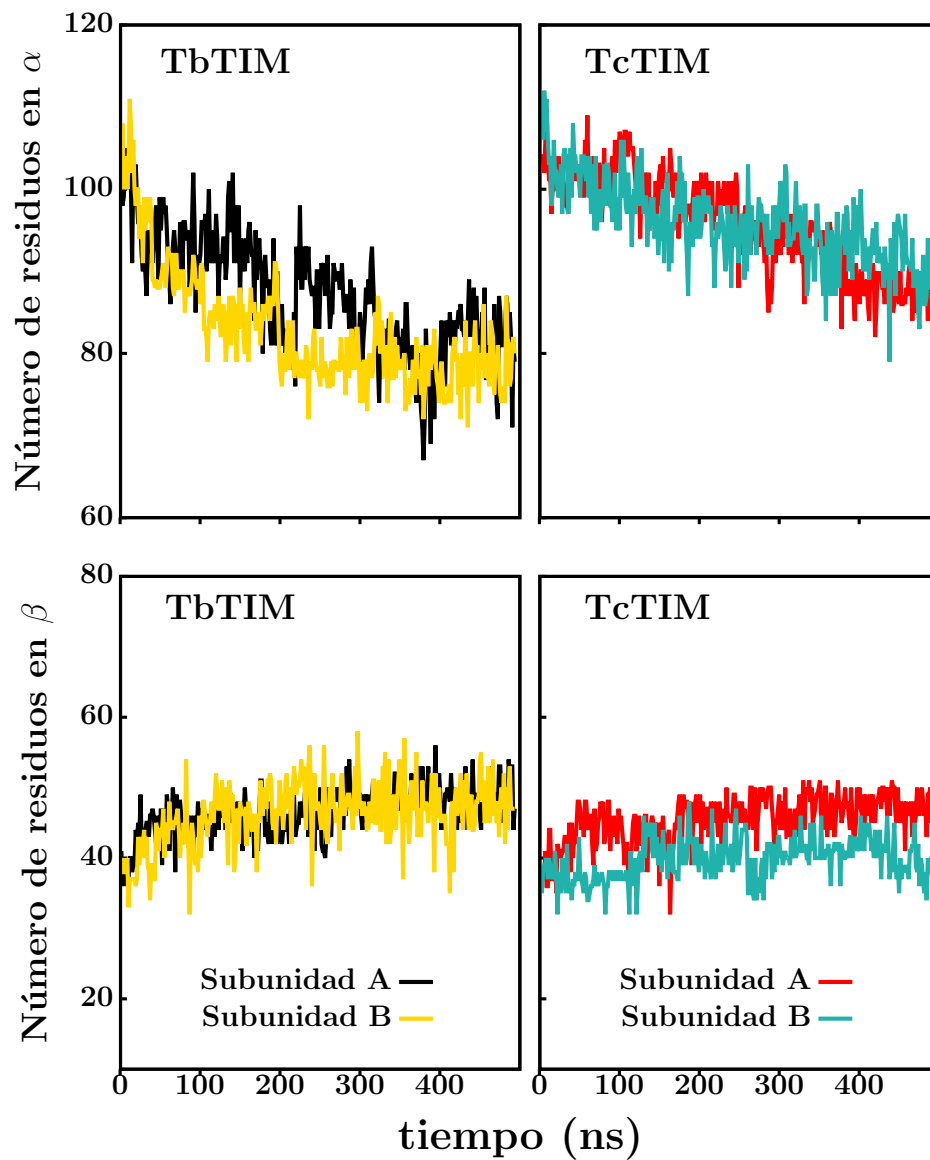 120
100
80
60
Número de residuos en α
TbTIM
TcTIM
80
60
40
20
Número de residuos en β
TbTIM
TcTIM
Subunidad A
Subunidad B
Subunidad A
Subunidad B
0 100 200 300 400
0 100 200 300 400
tiempo (ns)